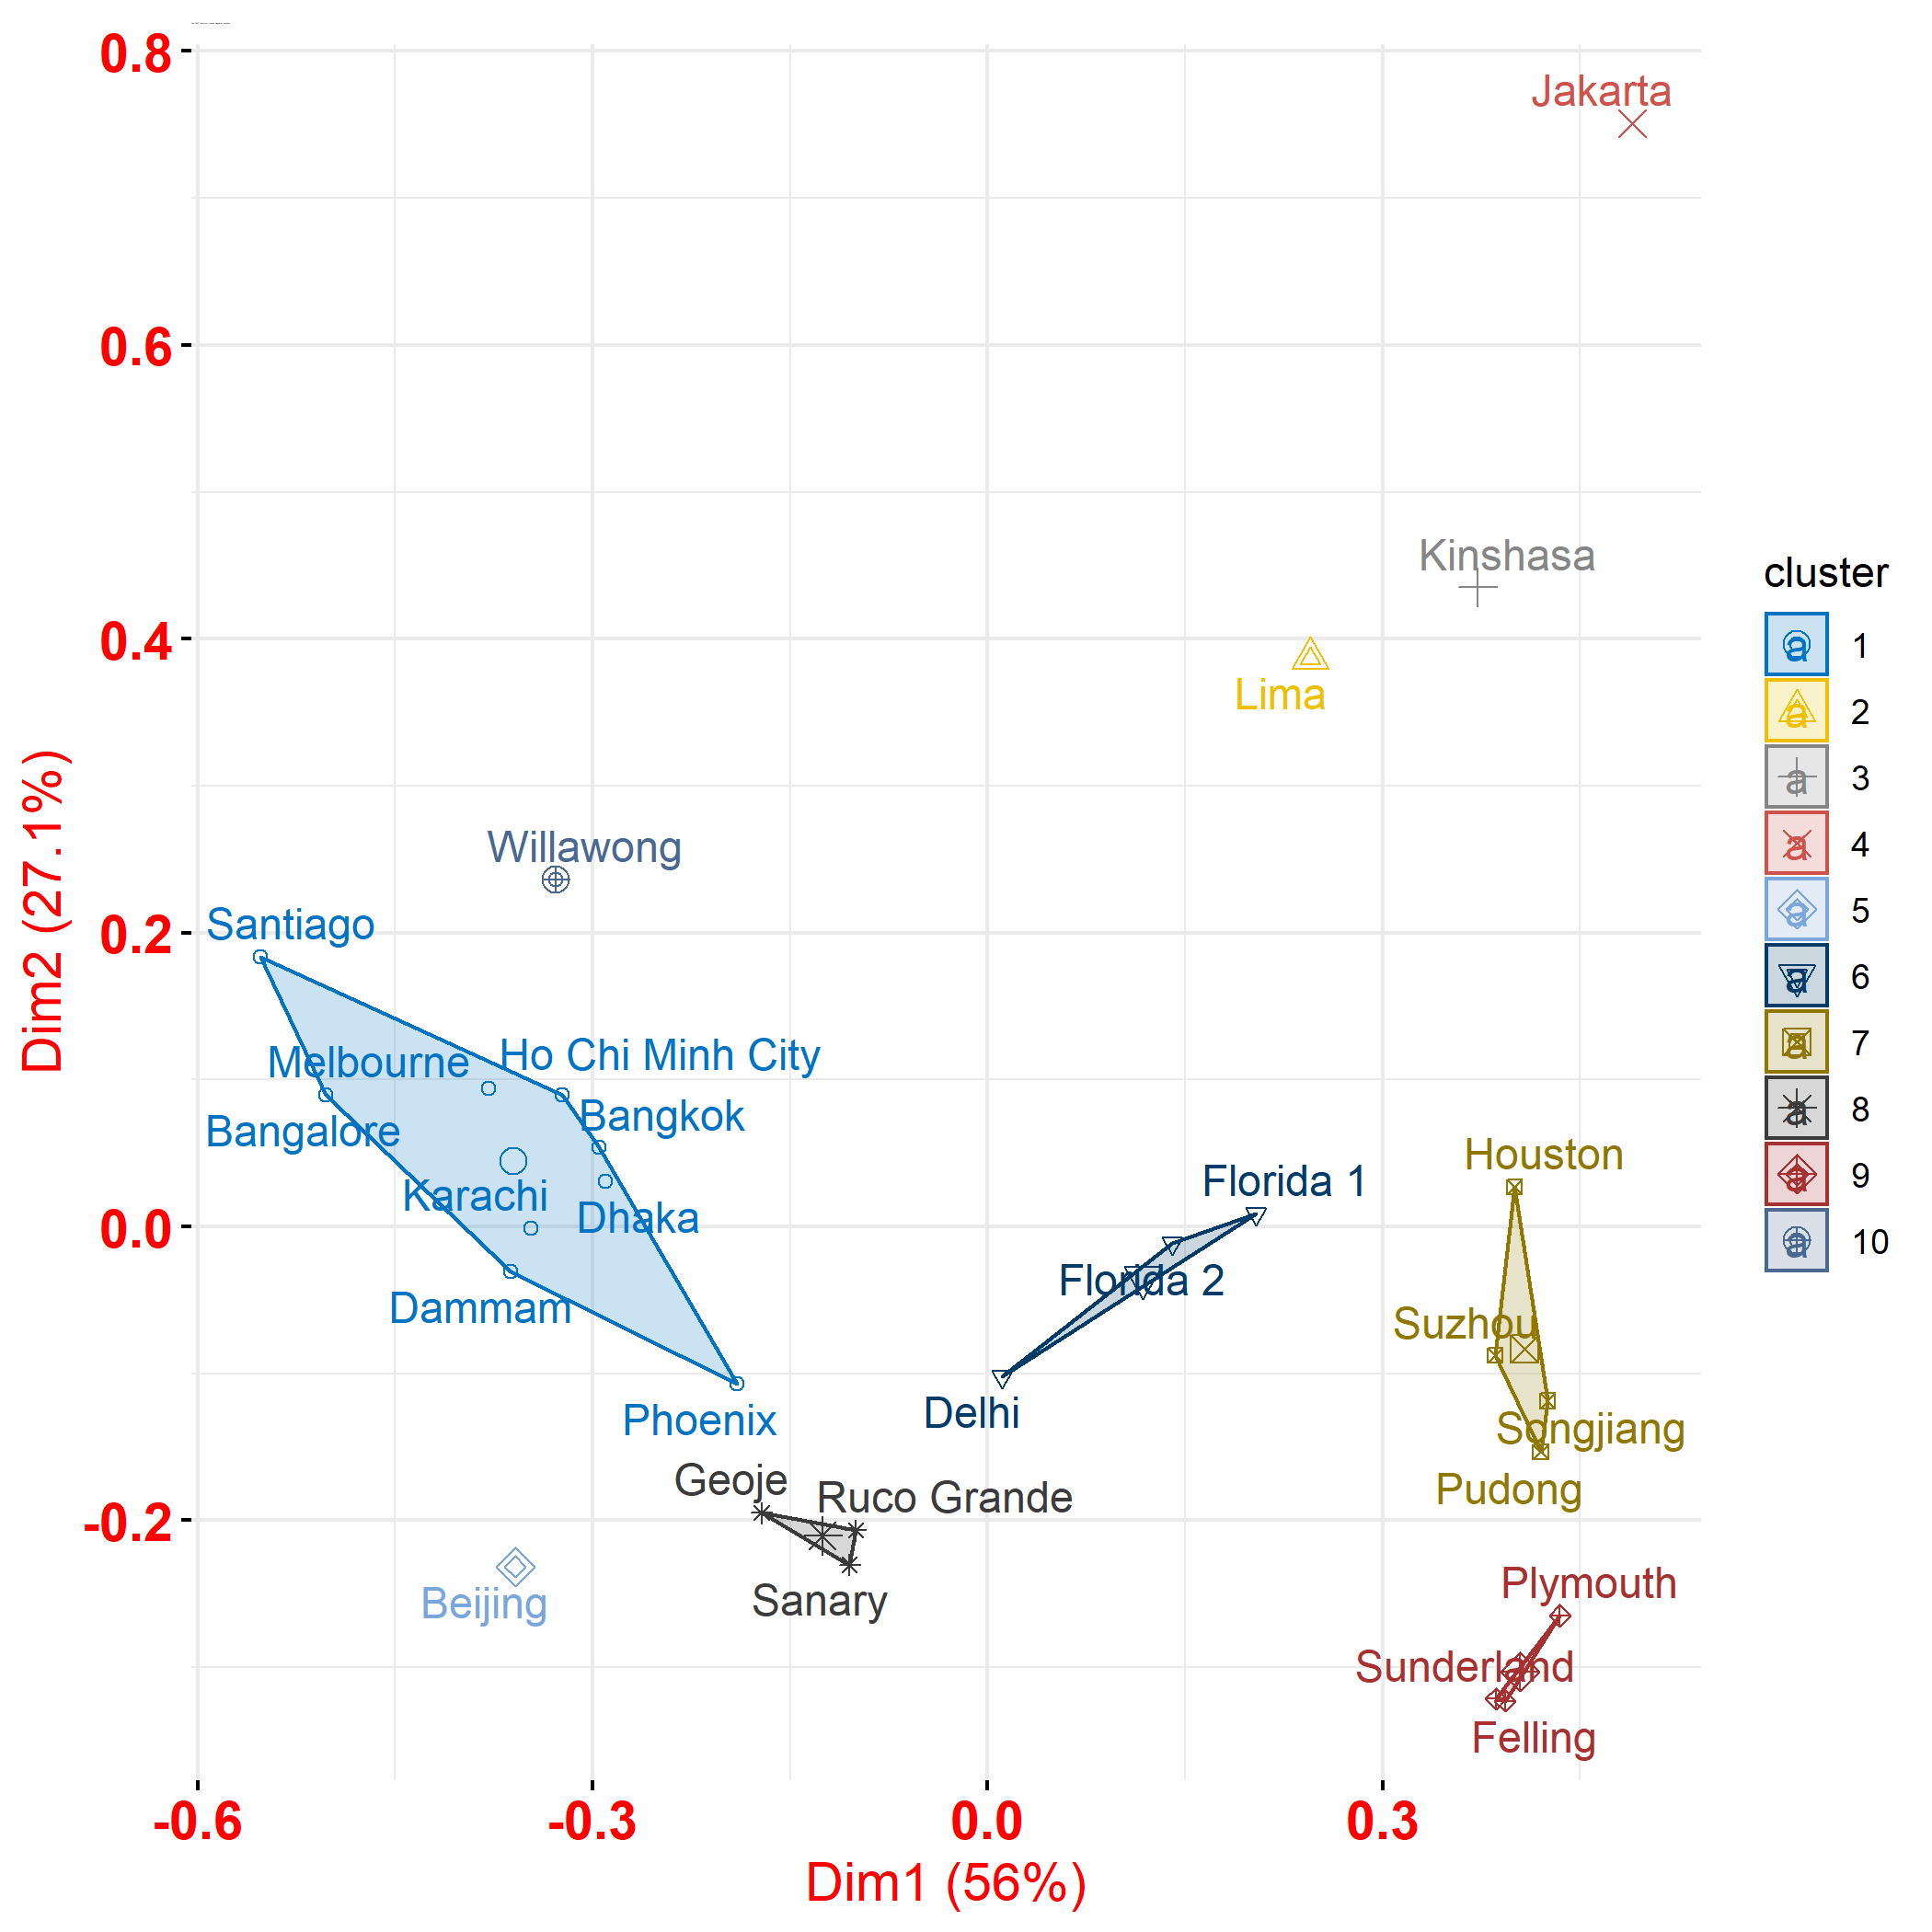 0.8
Jakarta
0.6
Kinshasa
0.4
Lima
cluster
a 1
a 2
a 3
a 4
a 5
a 6
a 7
a 8
a 9
a 10
Dim2 (27.1%)
Willawong
0.2
Santiago
Melbourne
Ho Chi Minh City
Bangkok
Bangalore
Karachi
Dhaka
0.0
Florida 1
Houston
Florida 2
Dammam
Suzhou
Phoenix
Delhi
Songjiang
Geoje
Ruco Grande
Pudong
-0.2
Beijing
Sanary
Plymouth
Sunderland
Felling
-0.6 -0.3 0.0 0.3
Dim1 (56%)